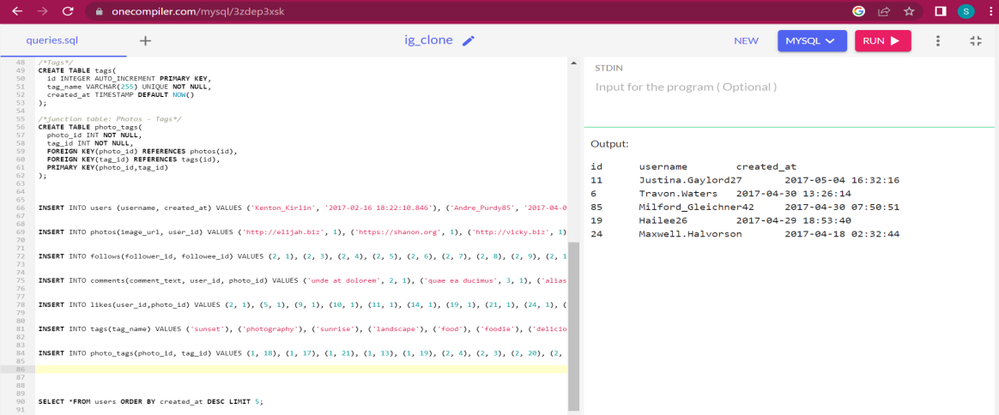 onecompiler.com/mysql/3zdep3xsk
S
queries.sql
+
ig_clone
NEW
MYSQL
RUN
48 /*Tags*/
49 CREATE TABLE tags(
50 id INTEGER AUTO_INCREMENT PRIMARY KEY,
51 tag_name VARCHAR(255) UNIQUE NOT NULL,
52 created_at TIMESTAMP DEFAULT NOW()
53 );
54
55 /*junction table: Photos - Tags*/
56 CREATE TABLE photo_tags(
57 photo_id INT NOT NULL,
58 tag_id INT NOT NULL,
59 FOREIGN KEY(photo_id) REFERENCES photos(id),
60 FOREIGN KEY(tag_id) REFERENCES tags(id),
61 PRIMARY KEY(photo_id,tag_id)
62 );
63
64
65
66 INSERT INTO users (username, created_at) VALUES ('Kenton_Kirlin', '2017-02-16 18:22:10.846'), ('Andre_Purdy85', '2017-04-0
67
68
69 INSERT INTO photos(image_url, user_id) VALUES ('http://elijah.biz', 1), ('https://shanon.org', 1), ('http://vicky.biz', 1)
70
71
72 INSERT INTO follows(follower_id, followee_id) VALUES (2, 1), (2, 3), (2, 4), (2, 5), (2, 6), (2, 7), (2, 8), (2, 9), (2, 1
73
74
75 INSERT INTO comments(comment_text, user_id, photo_id) VALUES ('unde at dolorem', 2, 1), ('quae ea ducimus', 3, 1), ('alias
76
77
78 INSERT INTO likes(user_id,photo_id) VALUES (2, 1), (5, 1), (9, 1), (10, 1), (11, 1), (14, 1), (19, 1), (21, 1), (24, 1), (
79
80
81 INSERT INTO tags(tag_name) VALUES ('sunset'), ('photography'), ('sunrise'), ('landscape'), ('food'), ('foodie'), ('delicio
82
83
84 INSERT INTO photo_tags(photo_id, tag_id) VALUES (1, 18), (1, 17), (1, 21), (1, 13), (1, 19), (2, 4), (2, 3), (2, 20), (2,
85
86
87
88
89
90 SELECT *FROM users ORDER BY created_at DESC LIMIT 5;
91
STDIN
Input for the program ( Optional )
Output:
id username created_at
11 Justina.Gaylord27 2017-05-04 16:32:16
6 Travon.Waters 2017-04-30 13:26:14
85 Milford_Gleichner42 2017-04-30 07:50:51
19 Hailee26 2017-04-29 18:53:40
24 Maxwell.Halvorson 2017-04-18 02:32:44